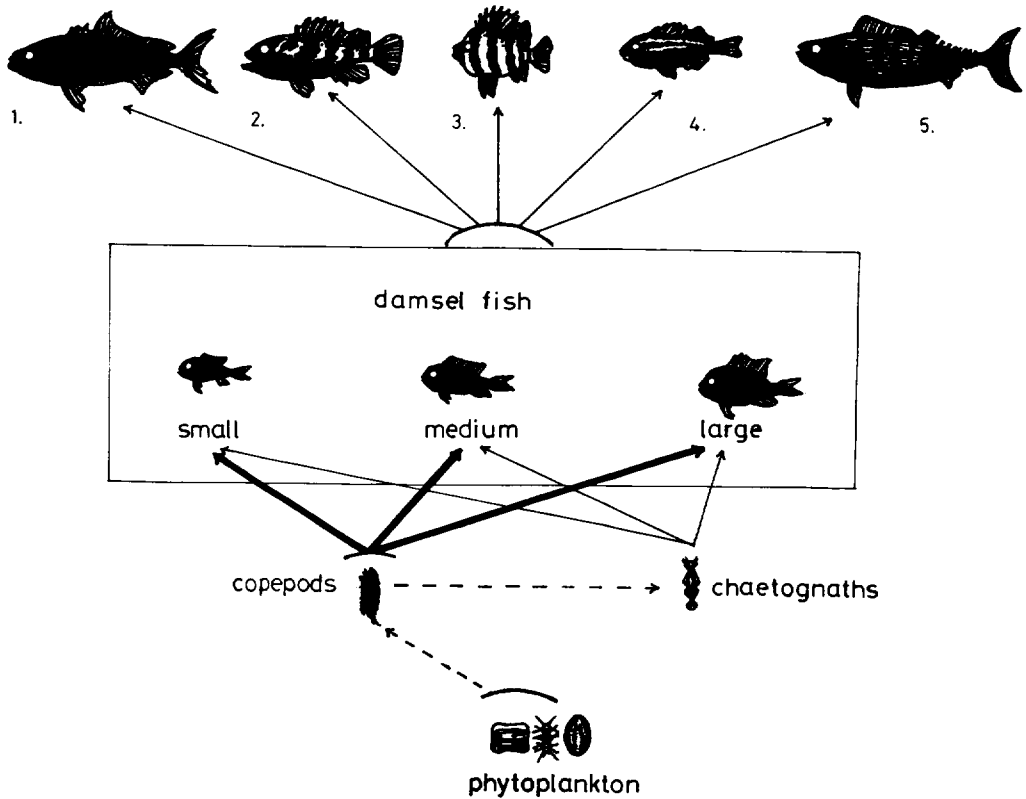 1.
2.
3.
4.
5.
damsel fish
small
medium
large
copepods
chaetognaths
phytoplankton